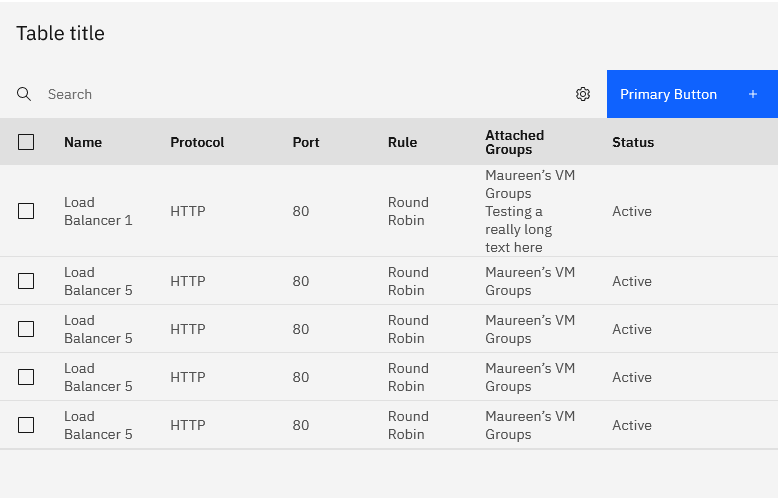 Table title
Search
Primary Button +
Name Protocol Port Rule Attached Groups Status
Load Balancer 1 HTTP 80 Round Robin Maureen’s VM Groups Testing a really long text here Active
Load Balancer 5 HTTP 80 Round Robin Maureen’s VM Groups Active
Load Balancer 5 HTTP 80 Round Robin Maureen’s VM Groups Active
Load Balancer 5 HTTP 80 Round Robin Maureen’s VM Groups Active
Load Balancer 5 HTTP 80 Round Robin Maureen’s VM Groups Active